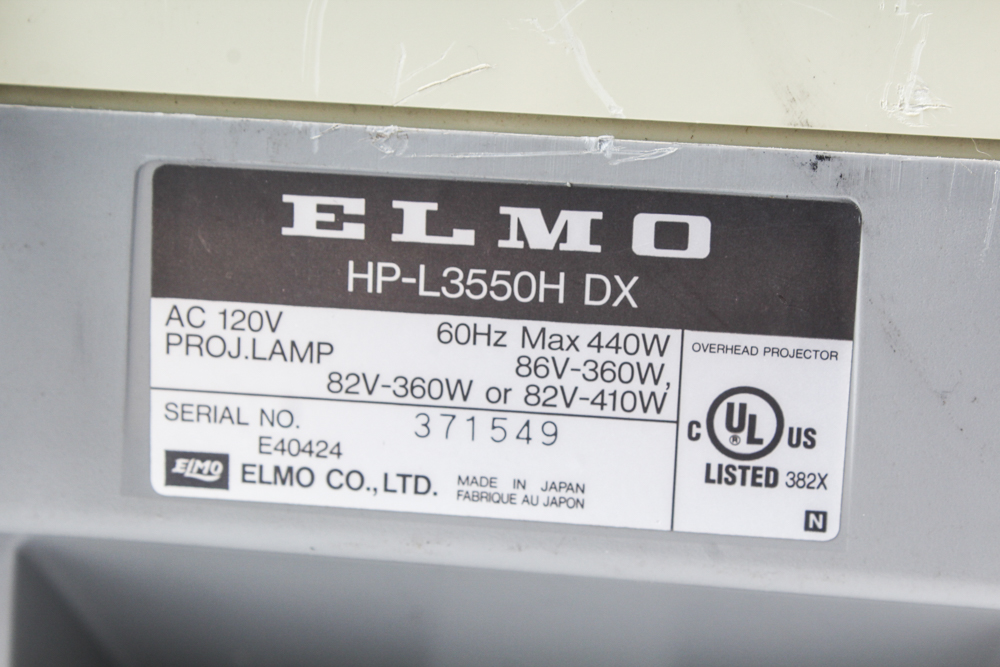 ELMO
HP-L3550H DX
AC 120V 60Hz Max 440W
PROJ.LAMP 86V-360W,
82V-360W or 82V-410W
SERIAL NO. 371549
E40424
ELMO ELMO CO.,LTD. MADE IN JAPAN
FABRIQUE AU JAPON
OVERHEAD PROJECTOR
C UL ® US
LISTED 382X
N